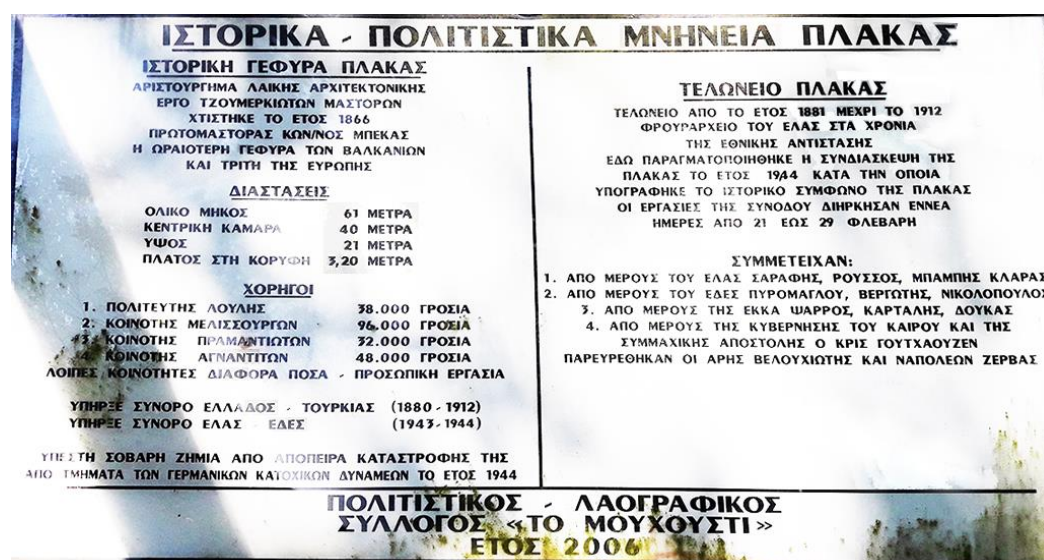 ΙΣΤΟΡΙΚΑ - ΠΟΛΙΤΙΣΤΙΚΑ ΜΝΗΝΕΙΑ ΠΛΑΚΑΣ
ΙΣΤΟΡΙΚΗ ΓΕΦΥΡΑ ΠΛΑΚΑΣ
ΑΡΙΣΤΟΥΡΓΗΜΑ ΛΑΙΚΗΣ ΑΡΧΙΤΕΚΤΟΝΙΚΗΣ
ΕΡΓΟ ΤΖΟΥΜΕΡΚΙΩΤΩΝ ΜΑΣΤΟΡΩΝ
ΧΤΙΣΤΗΚΕ ΤΟ ΕΤΟΣ 1866
ΠΡΩΤΟΜΑΣΤΟΡΑΣ ΚΩΝ/ΝΟΣ ΜΠΕΚΑΣ
Η ΩΡΑΙΟΤΕΡΗ ΓΕΦΥΡΑ ΤΩΝ ΒΑΛΚΑΝΙΩΝ
ΚΑΙ ΤΡΙΤΗ ΤΗΣ ΕΥΡΩΠΗΣ
ΔΙΑΣΤΑΣΕΙΣ
ΟΛΙΚΟ ΜΗΚΟΣ 61 ΜΕΤΡΑ
ΚΕΝΤΡΙΚΗ ΚΑΜΑΡΑ 40 ΜΕΤΡΑ
ΥΨΟΣ 21 ΜΕΤΡΑ
ΠΛΑΤΟΣ ΣΤΗ ΚΟΡΥΦΗ 3,20 ΜΕΤΡΑ
ΧΟΡΗΓΟΙ
1. ΠΟΛΙΤΕΥΤΗΣ ΛΟΥΛΗΣ 38.000 ΓΡΟΣΙΑ
2. ΚΟΙΝΟΤΗΣ ΜΕΛΙΣΣΟΥΡΓΩΝ 96.000 ΓΡΟΣΙΑ
3. ΚΟΙΝΟΤΗΣ ΠΡΑΜΑΝΤΙΩΤΩΝ 32.000 ΓΡΟΣΙΑ
4. ΚΟΙΝΟΤΗΣ ΑΓΝΑΝΤΙΤΩΝ 48.000 ΓΡΟΣΙΑ
ΛΟΙΠΕΣ ΚΟΙΝΟΤΗΤΕΣ ΔΙΑΦΟΡΑ ΠΟΣΑ - ΠΡΟΣΩΠΙΚΗ ΕΡΓΑΣΙΑ
ΥΠΗΡΞΕ ΣΥΝΟΡΟ ΕΛΛΑΔΟΣ - ΤΟΥΡΚΙΑΣ (1880-1912)
ΥΠΗΡΞΕ ΣΥΝΟΡΟ ΕΛΑΣ - ΕΔΕΣ (1943-1944)
ΥΠΕΣΤΗ ΣΟΒΑΡΗ ΖΗΜΙΑ ΑΠΟ ΑΠΟΠΕΙΡΑ ΚΑΤΑΣΤΡΟΦΗΣ ΤΗΣ
ΑΠΟ ΤΜΗΜΑΤΑ ΤΩΝ ΓΕΡΜΑΝΙΚΩΝ ΚΑΤΟΧΙΚΩΝ ΔΥΝΑΜΕΩΝ ΤΟ ΕΤΟΣ 1944
ΤΕΛΩΝΕΙΟ ΠΛΑΚΑΣ
ΤΕΛΩΝΕΙΟ ΑΠΟ ΤΟ ΕΤΟΣ 1881 ΜΕΧΡΙ ΤΟ 1912
ΦΡΟΥΡΑΡΧΕΙΟ ΤΟΥ ΕΛΑΣ ΣΤΑ ΧΡΟΝΙΑ
ΤΗΣ ΕΘΝΙΚΗΣ ΑΝΤΙΣΤΑΣΗΣ
ΕΔΩ ΠΑΡΑΓΜΑΤΟΠΟΙΗΘΗΚΕ Η ΣΥΝΔΙΑΣΚΕΨΗ ΤΗΣ
ΠΛΑΚΑΣ ΤΟ ΕΤΟΣ 1944 ΚΑΤΑ ΤΗΝ ΟΠΟΙΑ
ΥΠΟΓΡΑΦΗΚΕ ΤΟ ΙΣΤΟΡΙΚΟ ΣΥΜΦΩΝΟ ΤΗΣ ΠΛΑΚΑΣ
ΟΙ ΕΡΓΑΣΙΕΣ ΤΗΣ ΣΥΝΟΔΟΥ ΔΙΗΡΚΗΣΑΝ ΕΝΝΕΑ
ΗΜΕΡΕΣ ΑΠΟ 21 ΕΩΣ 29 ΦΛΕΒΑΡΗ
ΣΥΜΜΕΤΕΙΧΑΝ:
1. ΑΠΟ ΜΕΡΟΥΣ ΤΟΥ ΕΛΑΣ ΣΑΡΑΦΗΣ, ΡΟΥΣΣΟΣ, ΜΠΑΜΠΗΣ ΚΛΑΡΑΣ
2. ΑΠΟ ΜΕΡΟΥΣ ΤΟΥ ΕΔΕΣ ΠΥΡΟΜΑΓΛΟΥ, ΒΕΡΓΩΤΗΣ, ΝΙΚΟΛΟΠΟΥΛΟΣ
3. ΑΠΟ ΜΕΡΟΥΣ ΤΗΣ ΕΚΚΑ ΨΑΡΡΟΣ, ΚΑΡΤΑΛΗΣ, ΔΟΥΚΑΣ
4. ΑΠΟ ΜΕΡΟΥΣ ΤΗΣ ΚΥΒΕΡΝΗΣΗΣ ΤΟΥ ΚΑΙΡΟΥ ΚΑΙ ΤΗΣ
ΣΥΜΜΑΧΙΚΗΣ ΑΠΟΣΤΟΛΗΣ Ο ΚΡΙΣ ΓΟΥΤΧΑΟΥΖΕΝ
ΠΑΡΕΥΡΕΘΗΚΑΝ ΟΙ ΑΡΗΣ ΒΕΛΟΥΧΙΩΤΗΣ ΚΑΙ ΝΑΠΟΛΕΩΝ ΖΕΡΒΑΣ
ΠΟΛΙΤΙΣΤΙΚΟΣ - ΛΑΟΓΡΑΦΙΚΟΣ
ΣΥΛΛΟΓΟΣ «ΤΟ ΜΟΥΧΟΥΣΤΙ»
ΕΤΟΣ 2006